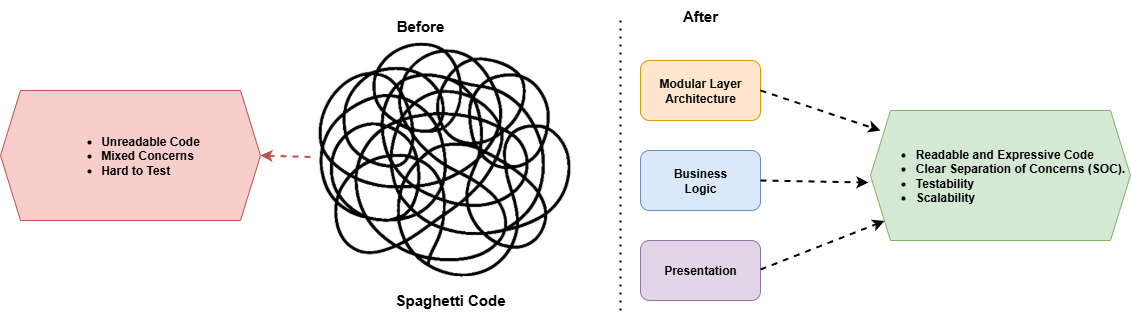 Before
• Unreadable Code
• Mixed Concerns
• Hard to Test
Spaghetti Code
After
Modular Layer
Architecture
Business
Logic
Presentation
• Readable and Expressive Code
• Clear Separation of Concerns (SOC).
• Testability
• Scalability